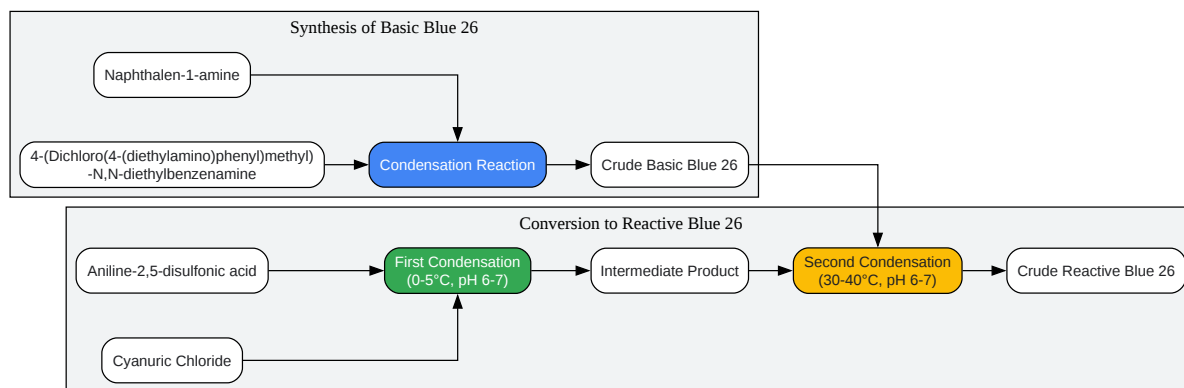 Synthesis of Basic Blue 26
Naphthalen-1-amine
4-(Dichloro(4-(diethylamino)phenyl)methyl)
-N,N-diethylbenzenamine
Condensation Reaction
Crude Basic Blue 26
Conversion to Reactive Blue 26
Aniline-2,5-disulfonic acid
First Condensation
(0-5°C, pH 6-7)
Intermediate Product
Second Condensation
(30-40°C, pH 6-7)
Crude Reactive Blue 26
Cyanuric Chloride